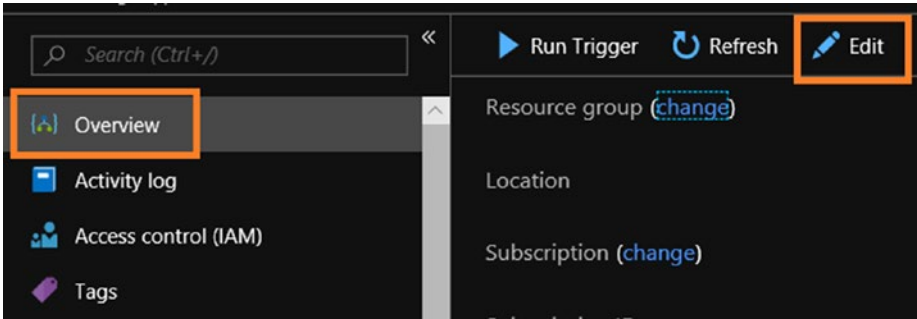 Search (Ctrl+/)
«
Overview
Activity log
Access control (IAM)
Tags
Run Trigger
Refresh
Edit
Resource group (change)
Location
Subscription (change)